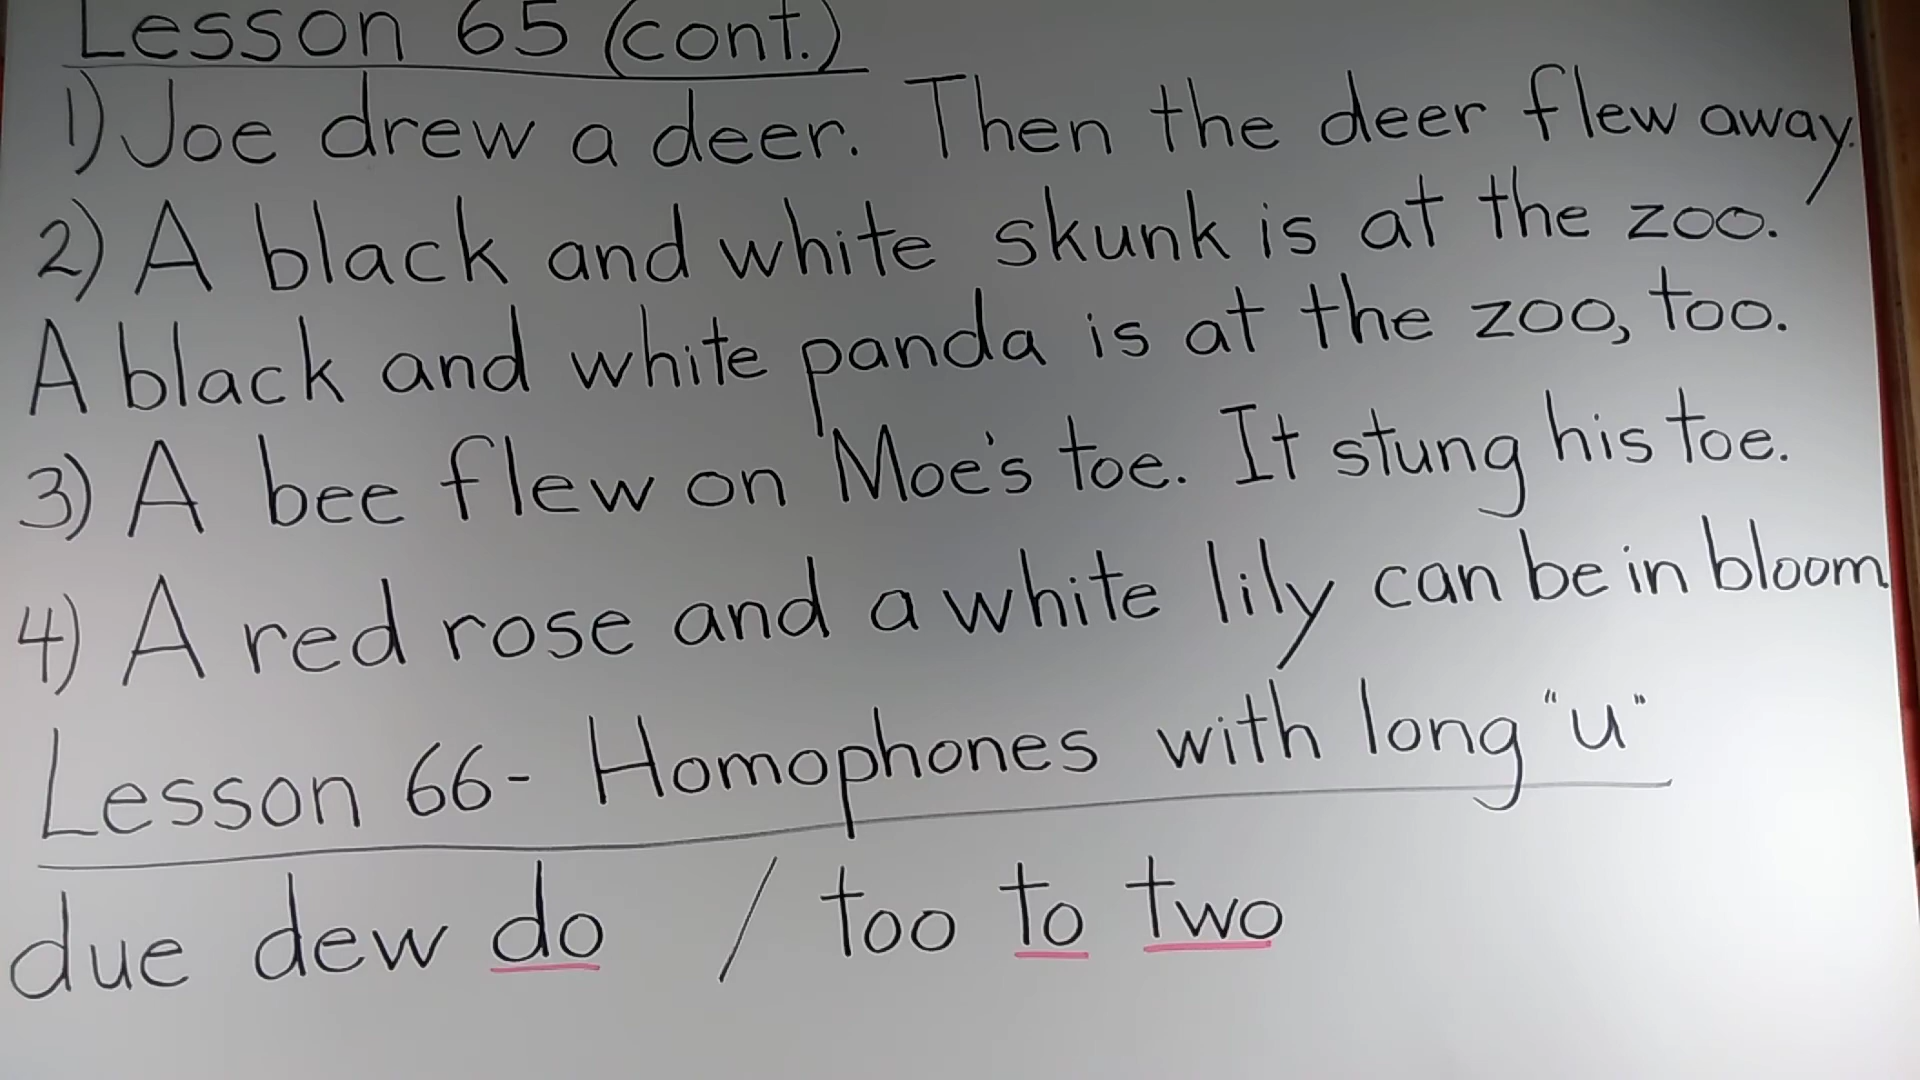 Lesson 65 (cont.)
1) Joe drew a deer. Then the deer flew away.
2) A black and white skunk is at the zoo.
A black and white panda is at the zoo, too.
3) A bee flew on Moe's toe. It stung his toe.
4) A red rose and a white lily can be in bloom.
Lesson 66- Homophones with long "u"
due dew do / too to two